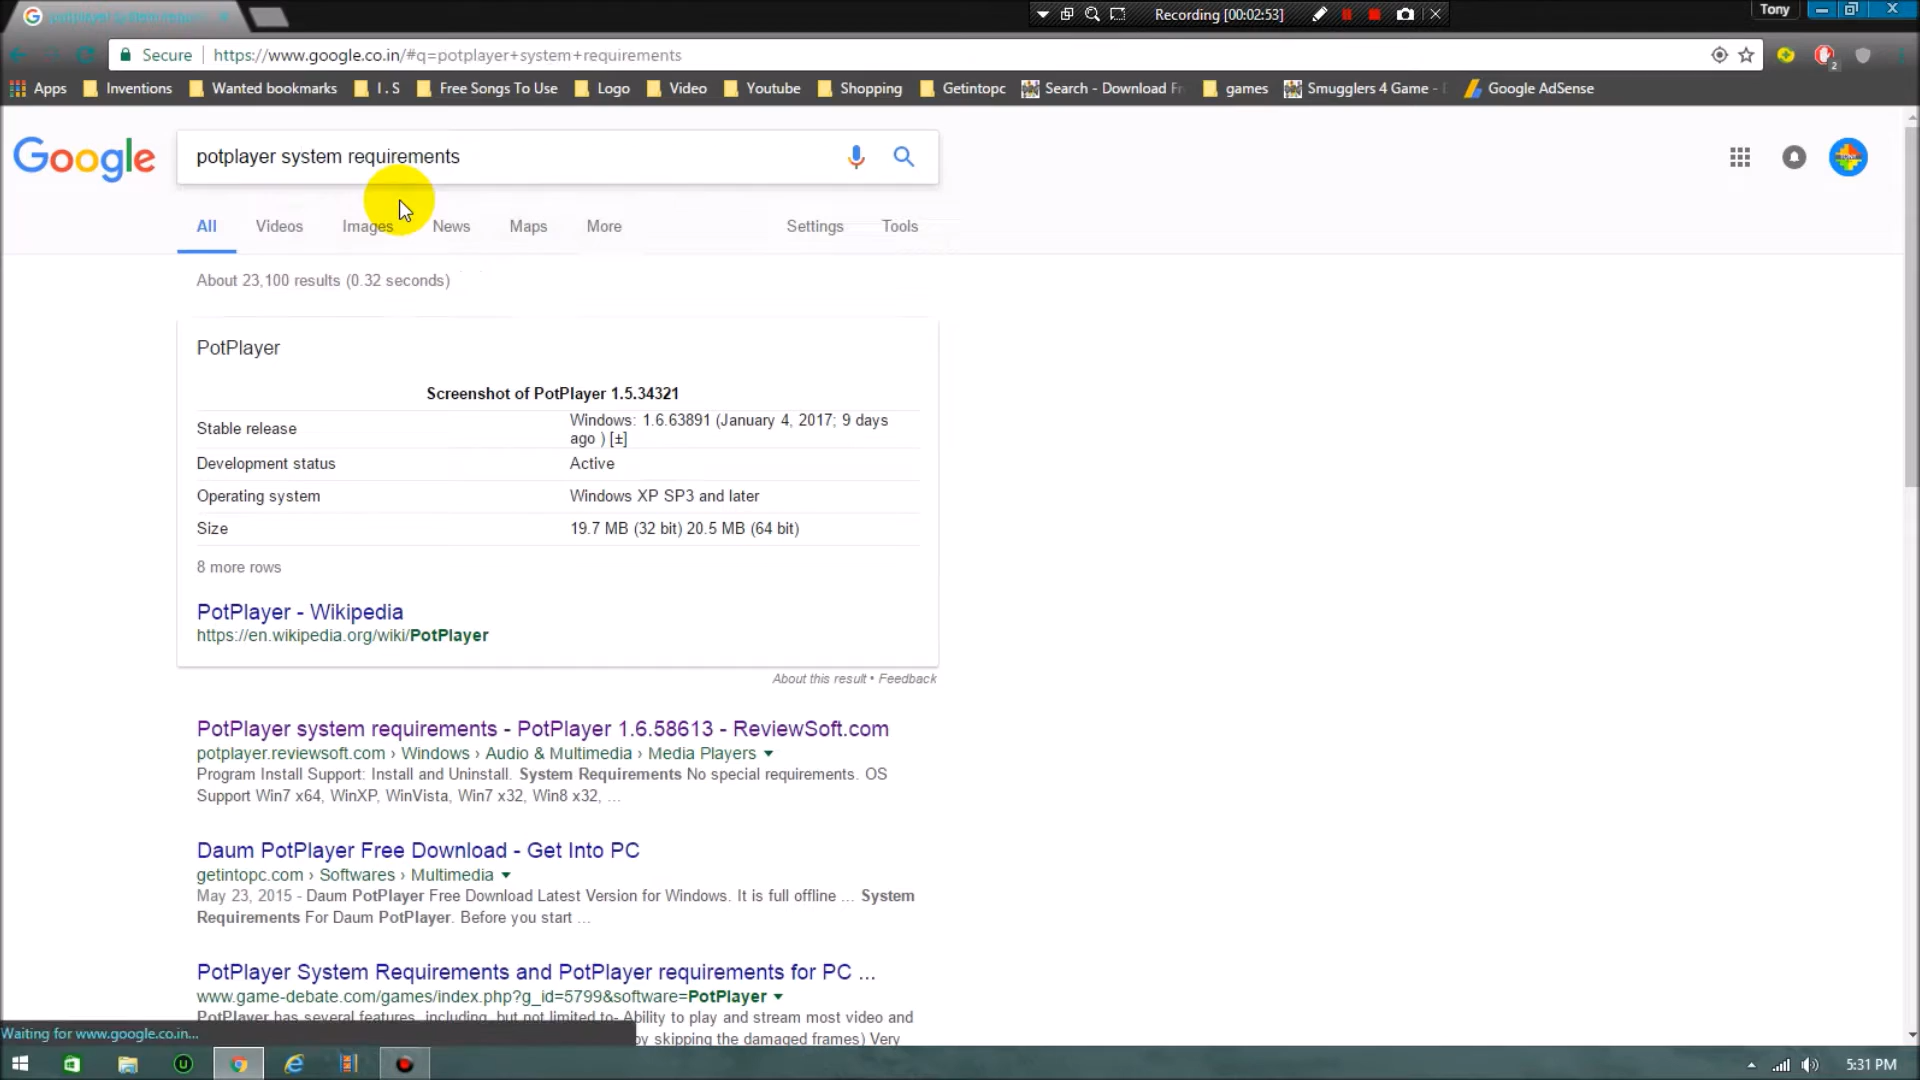 Recording [00:02:53]
Tony
Secure
https://www.google.co.in/#q=potplayer+system+requirements
2
Apps
Inventions
Wanted bookmarks
I . S
Free Songs To Use
Logo
Video
Youtube
Shopping
Getintopc
Search - Download
games
Smugglers 4 Game -
Google AdSense
Google
potplayer system requirements
All
Videos
Images
News
Maps
More
Settings
Tools
About 23,100 results (0.32 seconds)
PotPlayer
Screenshot of PotPlayer 1.5.34321
Stable release
Windows: 1.6.63891 (January 4, 2017; 9 days
ago ) [±]
Development status
Active
Operating system
Windows XP SP3 and later
Size
19.7 MB (32 bit) 20.5 MB (64 bit)
8 more rows
PotPlayer - Wikipedia
https://en.wikipedia.org/wiki/PotPlayer
About this result • Feedback
PotPlayer system requirements - PotPlayer 1.6.58613 - ReviewSoft.com
potplayer.reviewsoft.com › Windows › Audio & Multimedia › Media Players
Program Install Support: Install and Uninstall. System Requirements No special requirements. OS
Support Win7 x64, WinXP, WinVista, Win7 x32, Win8 x32, ...
Daum PotPlayer Free Download - Get Into PC
getintopc.com › Softwares › Multimedia
May 23, 2015 - Daum PotPlayer Free Download Latest Version for Windows. It is full offline ... System
Requirements For Daum PotPlayer. Before you start ...
PotPlayer System Requirements and PotPlayer requirements for PC ...
www.game-debate.com/games/index.php?g_id=5799&software=PotPlayer
PotPlayer has several features, including, but not limited to- Ability to play and stream most video and
by skipping the damaged frames) Very
Waiting for www.google.co.in...
5:31 PM